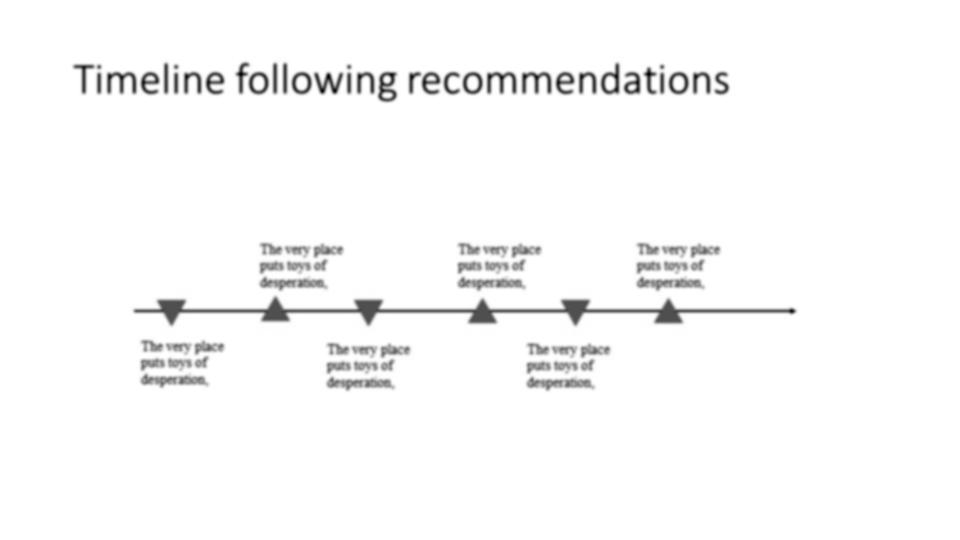 Timeline following recommendations
The very place
puts toys of
desperation,
The very place
puts toys of
desperation,
The very place
puts toys of
desperation,
The very place
puts toys of
desperation,
The very place
puts toys of
desperation,
The very place
puts toys of
desperation,